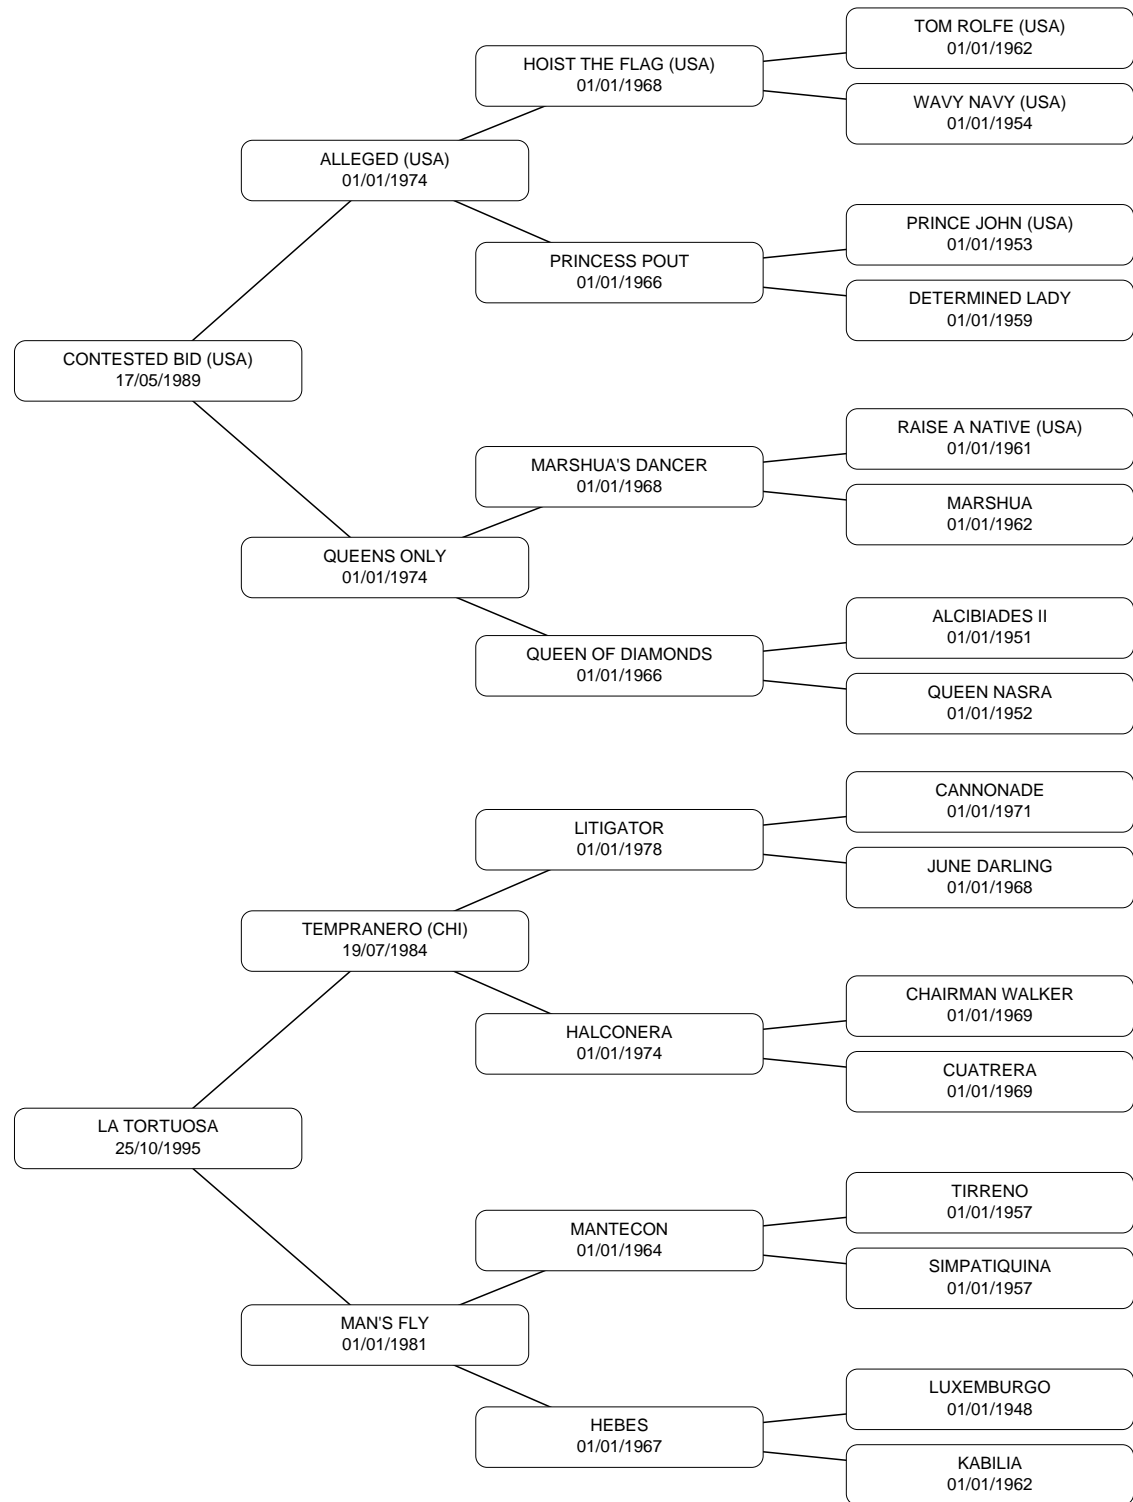 TOM ROLFE (USA)
01/01/1962
HOIST THE FLAG (USA)
01/01/1968
WAVY NAVY (USA)
01/01/1954
ALLEGED (USA)
01/01/1974
PRINCE JOHN (USA)
01/01/1953
PRINCESS POUT
01/01/1966
DETERMINED LADY
01/01/1959
CONTESTED BID (USA)
17/05/1989
RAISE A NATIVE (USA)
01/01/1961
MARSHUA'S DANCER
01/01/1968
MARSHUA
01/01/1962
QUEENS ONLY
01/01/1974
ALCIBIADES II
01/01/1951
QUEEN OF DIAMONDS
01/01/1966
QUEEN NASRA
01/01/1952
CANNONADE
01/01/1971
LITIGATOR
01/01/1978
JUNE DARLING
01/01/1968
TEMPRANERO (CHI)
19/07/1984
CHAIRMAN WALKER
01/01/1969
HALCONERA
01/01/1974
CUATRERA
01/01/1969
LA TORTUOSA
25/10/1995
TIRRENO
01/01/1957
MANTECON
01/01/1964
SIMPATIQUINA
01/01/1957
MAN'S FLY
01/01/1981
LUXEMBURGO
01/01/1948
HEBES
01/01/1967
KABILIA
01/01/1962